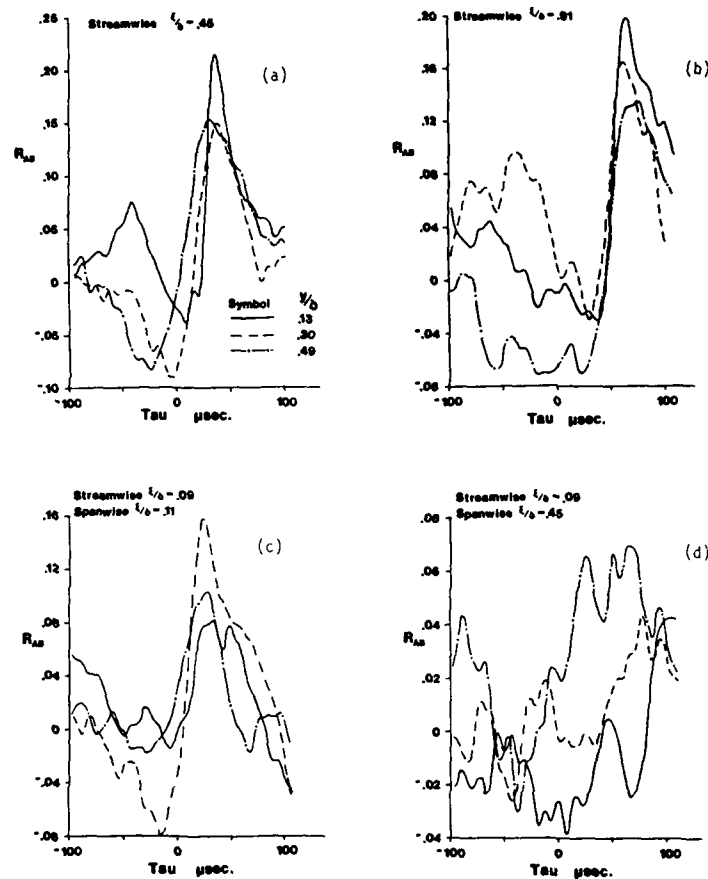 Streamwise ξ/δ = .45
(a)
.25
.20
.15
R_AB
.05
0
-.05
-.10
-100 0 100
Tau μsec.
Symbol y/δ
.13
.30
.49
Streamwise ξ/δ = .91
(b)
.20
.16
.12
R_AB
.08
.04
0
-.04
-.08
-100 0 100
Tau μsec.
Streamwise ξ/δ = .09
Spanwise ξ/δ = .11
(c)
.16
.12
R_AB
.08
.04
0
-.04
-.08
-100 0 100
Tau μsec.
Streamwise ξ/δ = .09
Spanwise ξ/δ = .45
(d)
.08
.06
R_AB
.04
.02
0
-.02
-.04
-100 0 100
Tau μsec.